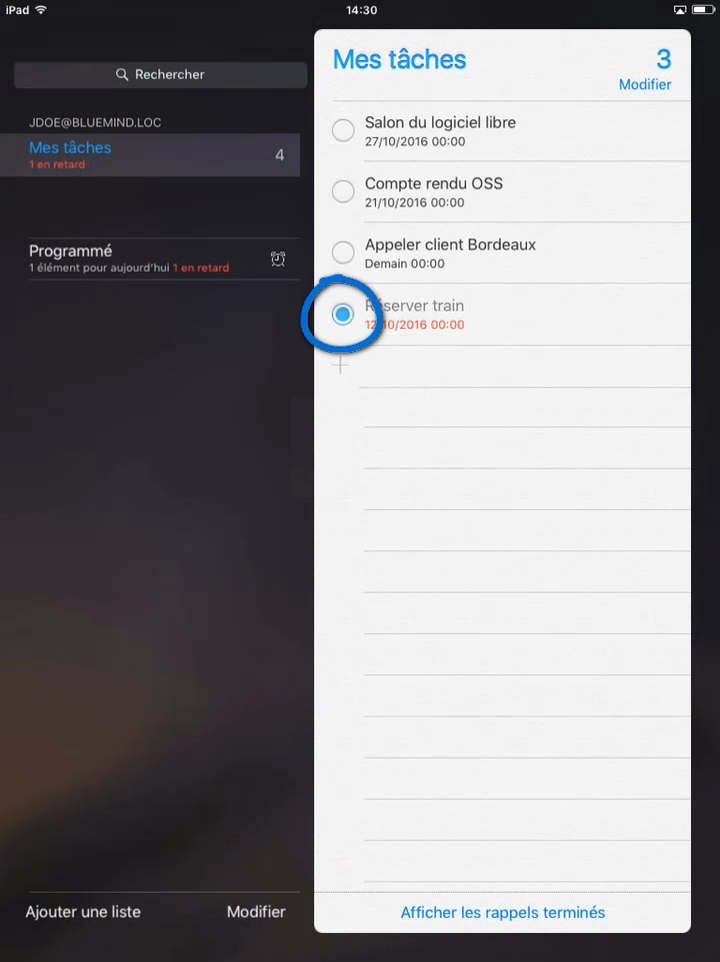 iPad
14:30
Rechercher
JDOE@BLUEMIND.LOC
Mes tâches
1 en retard
4
Programmé
1 élément pour aujourd'hui 1 en retard
Ajouter une liste
Modifier
Mes tâches
3
Modifier
Salon du logiciel libre
27/10/2016 00:00
Compte rendu OSS
21/10/2016 00:00
Appeler client Bordeaux
Demain 00:00
Réserver train
12/10/2016 00:00
Afficher les rappels terminés